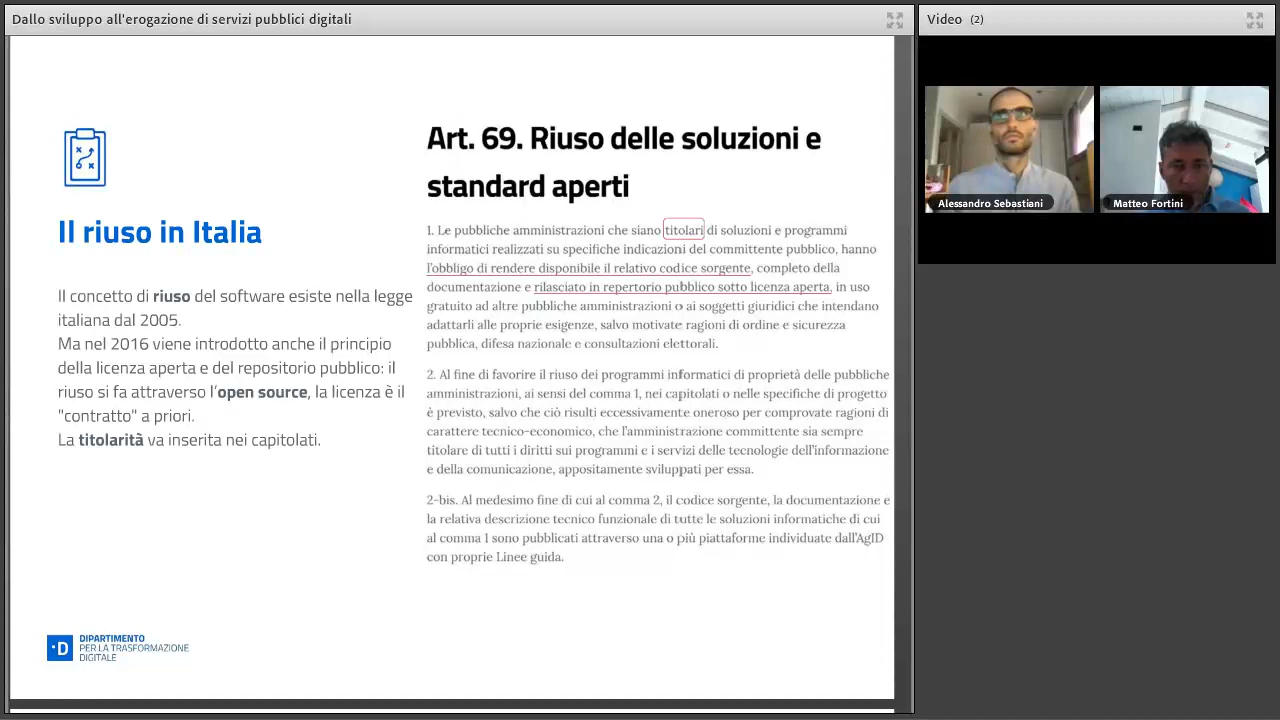 Dallo sviluppo all'erogazione di servizi pubblici digitali
Video (2)
Alessandro Sebastiani
Matteo Fortini
Il riuso in Italia
Il concetto di riuso del software esiste nella legge
italiana dal 2005.
Ma nel 2016 viene introdotto anche il principio
della licenza aperta e del repositorio pubblico: il
riuso si fa attraverso l'open source, la licenza è il
"contratto" a priori.
La titolarità va inserita nei capitolati.
Art. 69. Riuso delle soluzioni e
standard aperti
1. Le pubbliche amministrazioni che siano titolari di soluzioni e programmi
informatici realizzati su specifiche indicazioni del committente pubblico, hanno
l'obbligo di rendere disponibile il relativo codice sorgente, completo della
documentazione e rilasciato in repertorio pubblico sotto licenza aperta, in uso
gratuito ad altre pubbliche amministrazioni o ai soggetti giuridici che intendano
adattarli alle proprie esigenze, salvo motivate ragioni di ordine e sicurezza
pubblica, difesa nazionale e consultazioni elettorali.
2. Al fine di favorire il riuso dei programmi informatici di proprietà delle pubbliche
amministrazioni, ai sensi del comma 1, nei capitolati o nelle specifiche di progetto
è previsto, salvo che ciò risulti eccessivamente oneroso per comprovate ragioni di
carattere tecnico-economico, che l'amministrazione committente sia sempre
titolare di tutti i diritti sui programmi e i servizi delle tecnologie dell'informazione
e della comunicazione, appositamente sviluppati per essa.
2-bis. Al medesimo fine di cui al comma 2, il codice sorgente, la documentazione e
la relativa descrizione tecnico funzionale di tutte le soluzioni informatiche di cui
al comma 1 sono pubblicati attraverso una o più piattaforme individuate dall'AgID
con proprie Linee guida.
·D
DIPARTIMENTO
PER LA TRASFORMAZIONE
DIGITALE